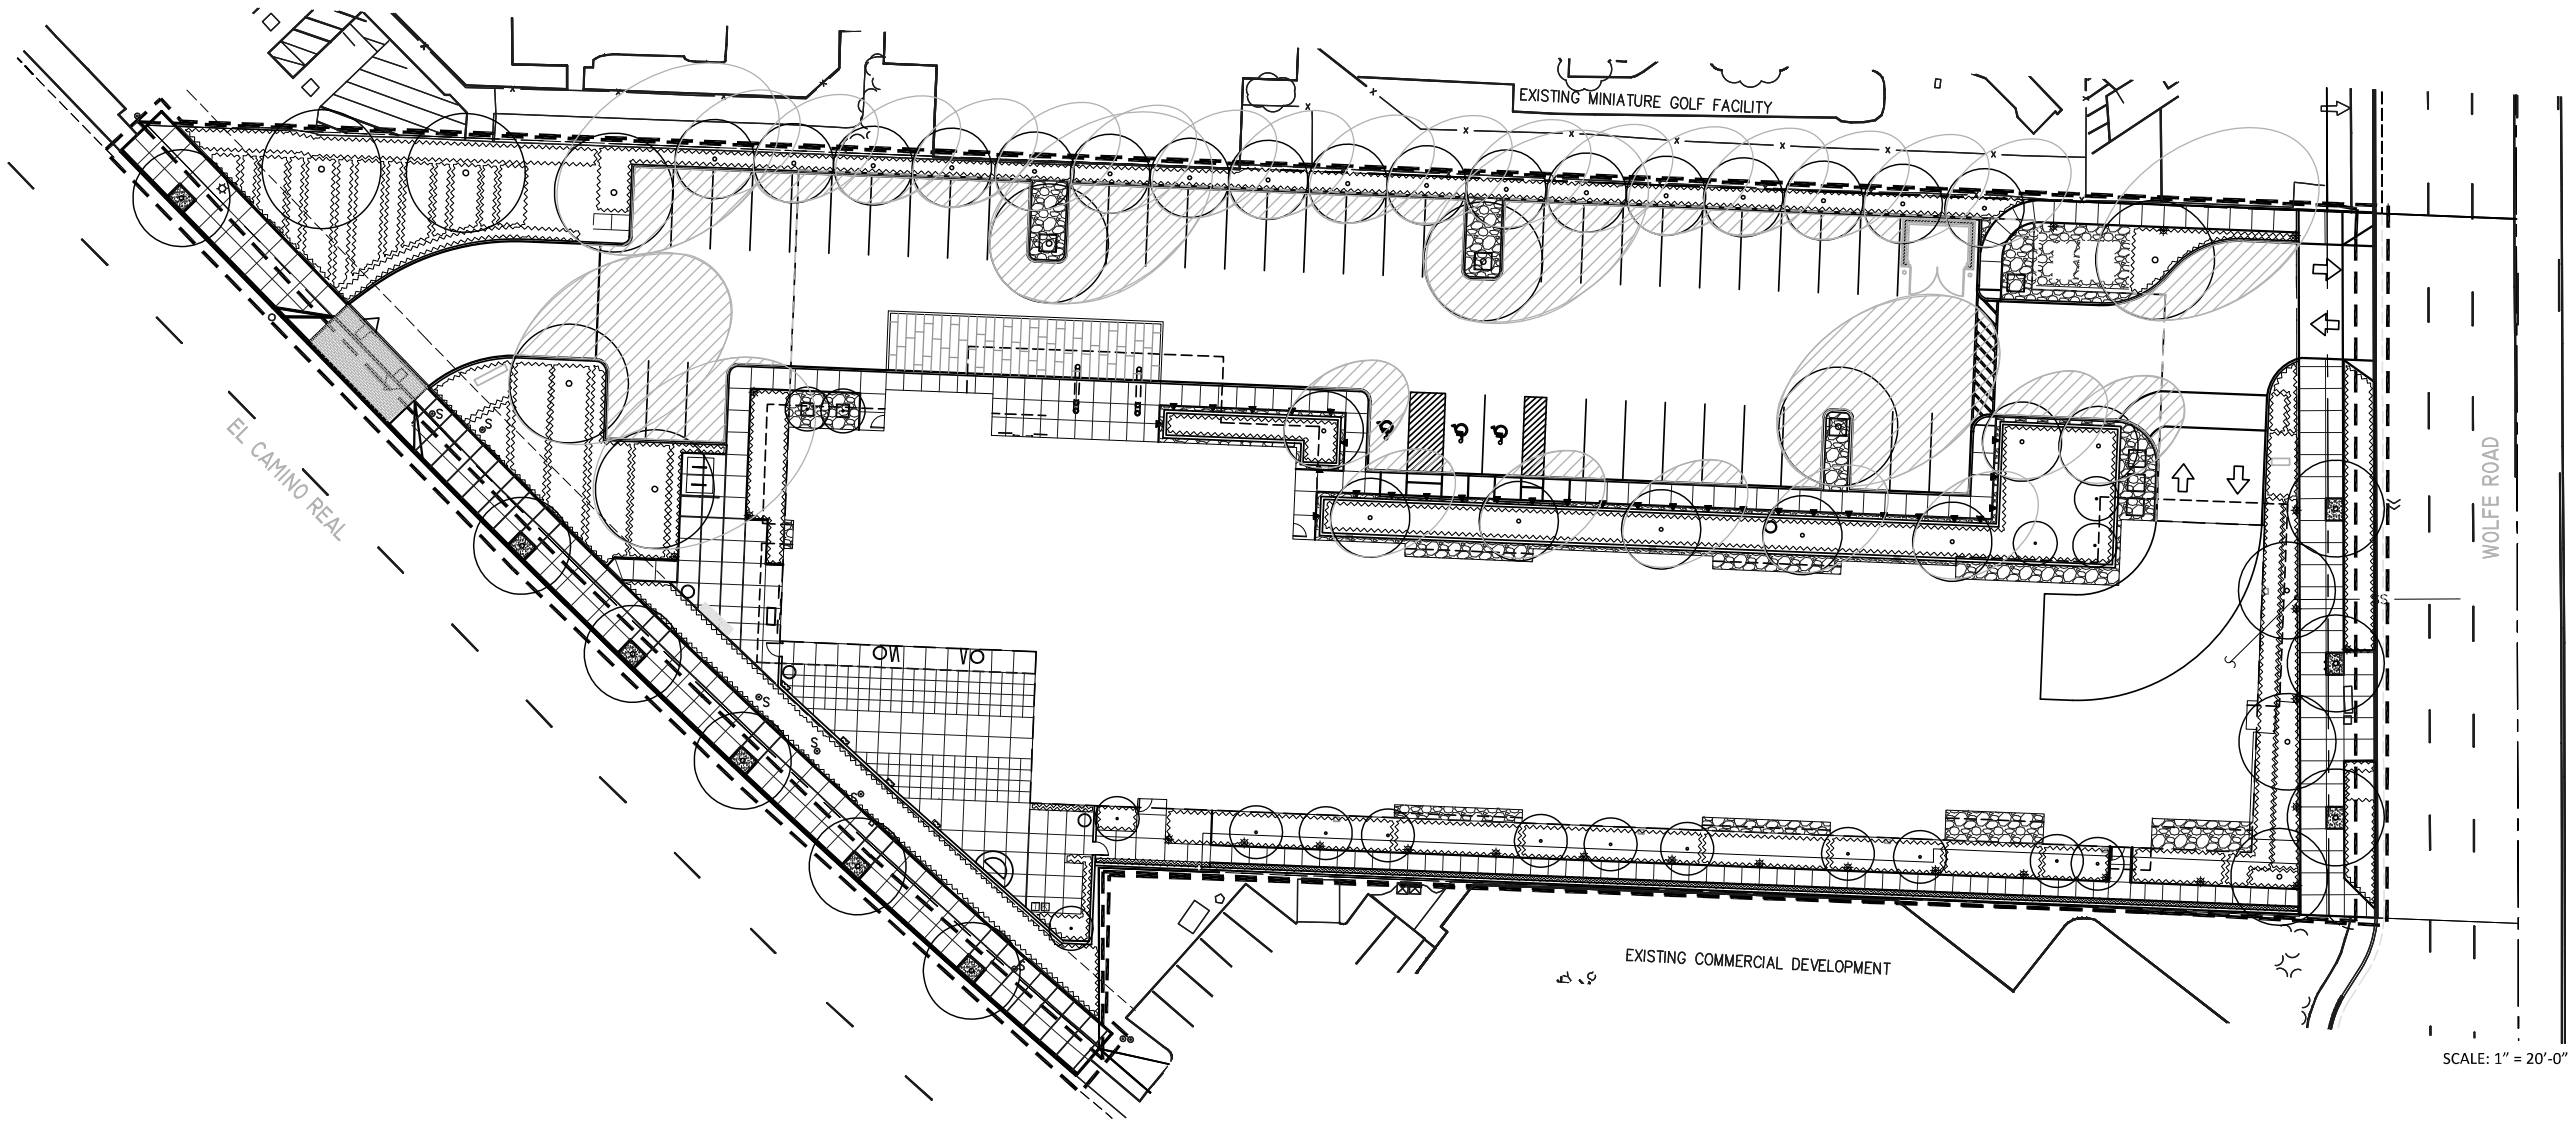 EXISTING MINIATURE GOLF FACILITY
EL CAMINO REAL
WOLFE ROAD
S
S
S
S
S
S
S
EXISTING COMMERCIAL DEVELOPMENT
SCALE: 1" = 20'-0"